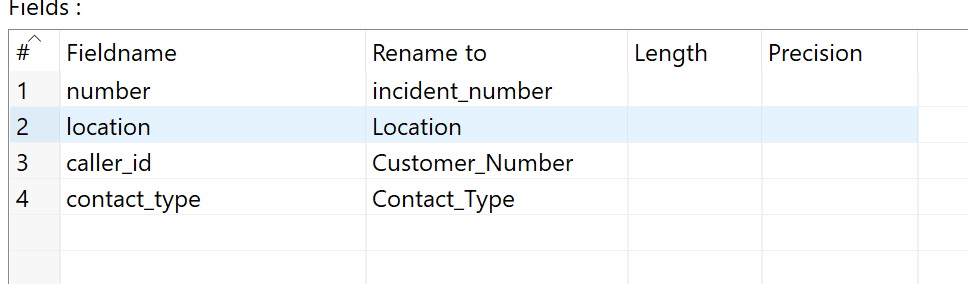 Fields :
# Fieldname Rename to Length Precision
1 number incident_number
2 location Location
3 caller_id Customer_Number
4 contact_type Contact_Type